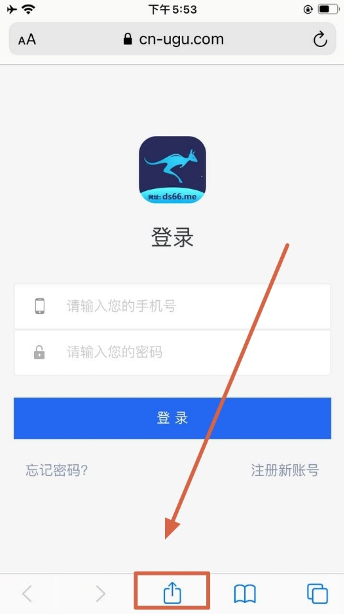 下午5:53
AA cn-ugu.com
网址: ds66.me
登录
请输入您的手机号
请输入您的密码
登 录
忘记密码? 注册新账号